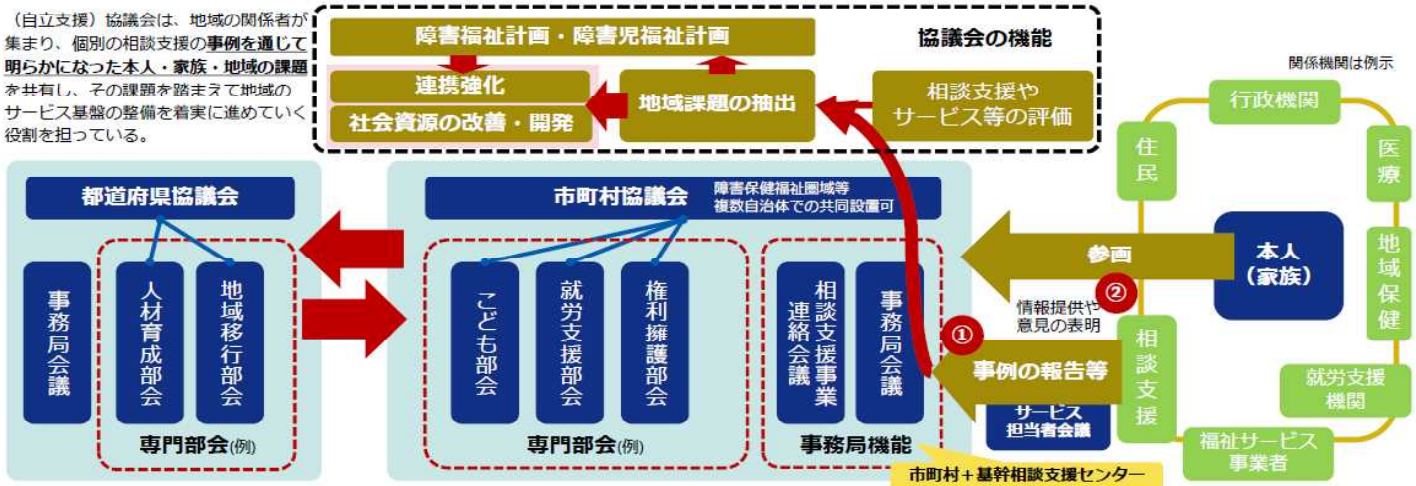 （自立支援）協議会は、地域の関係者が
集まり、個別の相談支援の事例を通じて
明らかになった本人・家族・地域の課題
を共有し、その課題を踏まえて地域の
サービス基盤の整備を着実に進めていく
役割を担っている。
障害福祉計画・障害児福祉計画
協議会の機能
連携強化
社会資源の改善・開発
地域課題の抽出
相談支援や
サービス等の評価
関係機関は例示
行政機関
住民
医療
地域保健
就労支援
機関
福祉サービス
事業者
相談支援
本人
（家族）
都道府県協議会
事務局会議
人材育成部会
地域移行部会
専門部会(例)
市町村協議会
障害保健福祉圏域等
複数自治体での共同設置可
こども部会
就労支援部会
権利擁護部会
専門部会(例)
相談支援事業
連絡会議
事務局会議
事務局機能
参画
②
情報提供や
意見の表明
①
事例の報告等
サービス
担当者会議
市町村＋基幹相談支援センター